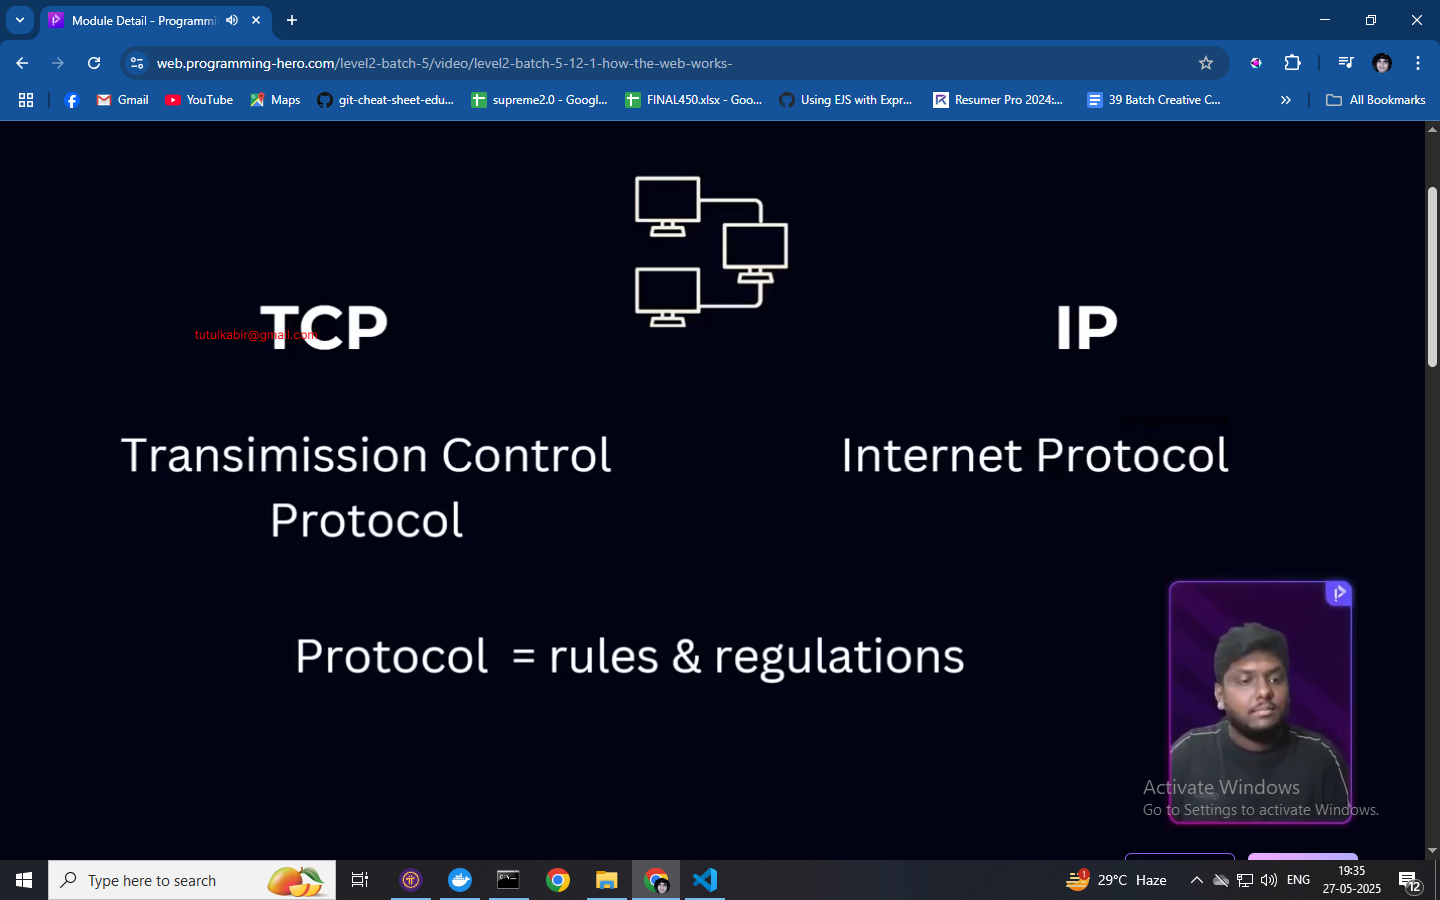 Module Detail - Programmi
web.programming-hero.com/level2-batch-5/video/level2-batch-5-12-1-how-the-web-works-
Gmail
YouTube
Maps
git-cheat-sheet-edu...
supreme2.0 - Googl...
FINAL450.xlsx - Goo...
Using EJS with Expr...
Resumer Pro 2024:...
39 Batch Creative C...
All Bookmarks
TCP
tutulkabir@gmail.com
IP
Transimission Control
Protocol
Internet Protocol
Protocol = rules & regulations
Activate Windows
Go to Settings to activate Windows.
Type here to search
1
29°C Haze
ENG
19:35
27-05-2025
12